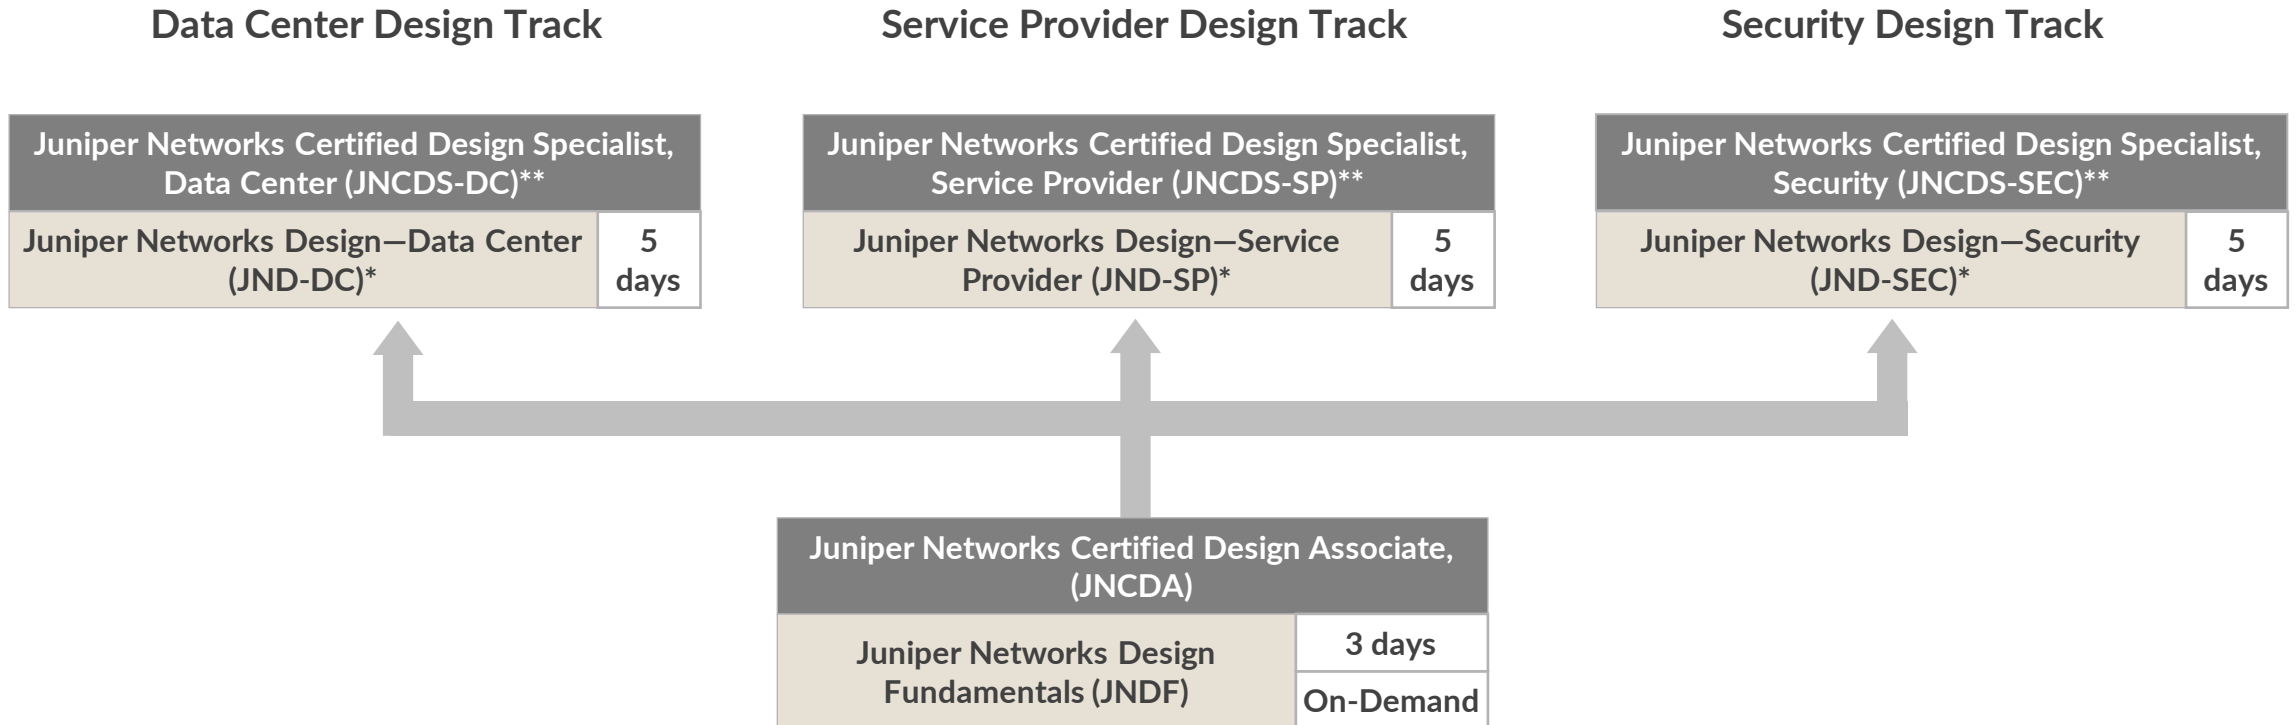 Data Center Design Track
Service Provider Design Track
Security Design Track
Juniper Networks Certified Design Specialist,
Data Center (JNCDS-DC)**
Juniper Networks Design—Data Center
(JND-DC)*
5
days
Juniper Networks Certified Design Specialist,
Service Provider (JNCDS-SP)**
Juniper Networks Design—Service
Provider (JND-SP)*
5
days
Juniper Networks Certified Design Specialist,
Security (JNCDS-SEC)**
Juniper Networks Design—Security
(JND-SEC)*
5
days
Juniper Networks Certified Design Associate,
(JNCDA)
Juniper Networks Design
Fundamentals (JNDF)
3 days
On-Demand